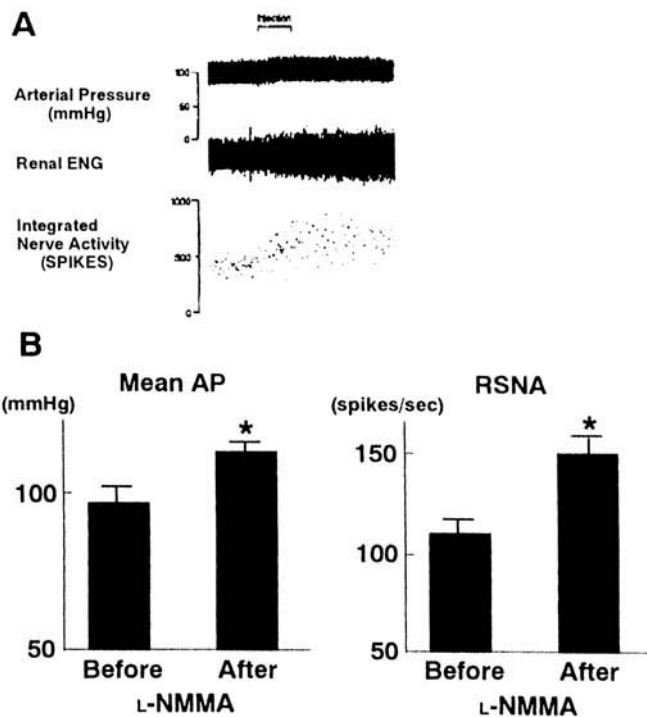 A
Injection
100
Arterial Pressure
(mmHg)
50
0
Renal ENG
1000
Integrated
Nerve Activity
(SPIKES)
500
0
B
Mean AP
RSNA
(mmHg)
(spikes/sec)
*
*
100
50
150
100
50
Before After
Before After
L-NMMA
L-NMMA